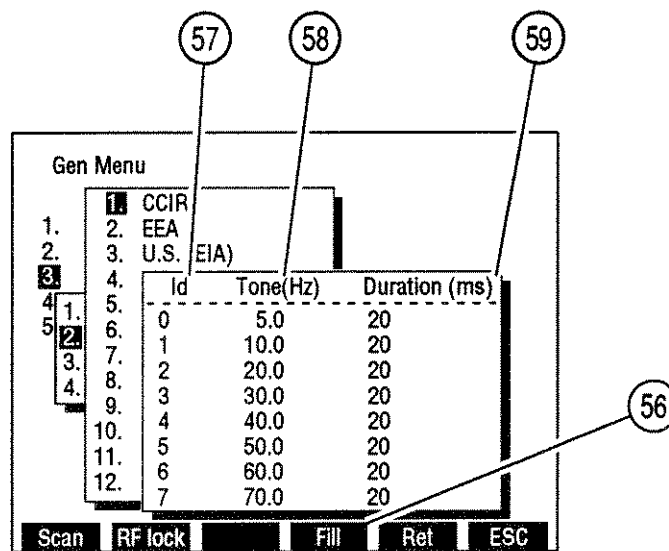 57 58 59
Gen Menu
1. CCIR
1. 2. EEA
2. 3. U.S. EIA)
3. 4. Id Tone(Hz) Duration (ms)
4 1. 5. 0 5.0 20
5 2. 6. 1 10.0 20
3. 7. 2 20.0 20
4. 8. 3 30.0 20
9. 4 40.0 20
10. 5 50.0 20
11. 6 60.0 20
12. 7 70.0 20
56
Scan RF lock Fill Ret ESC